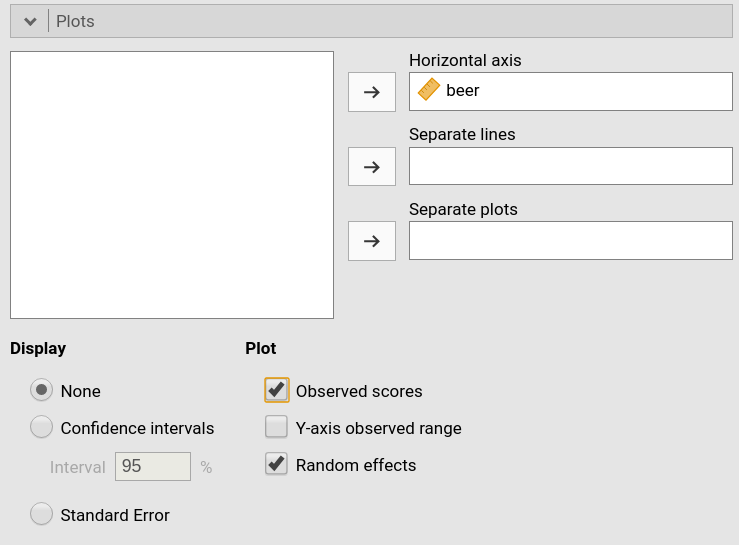 Plots
Horizontal axis
beer
Separate lines
Separate plots
Display
None
Confidence intervals
Interval 95 %
Standard Error
Plot
Observed scores
Y-axis observed range
Random effects